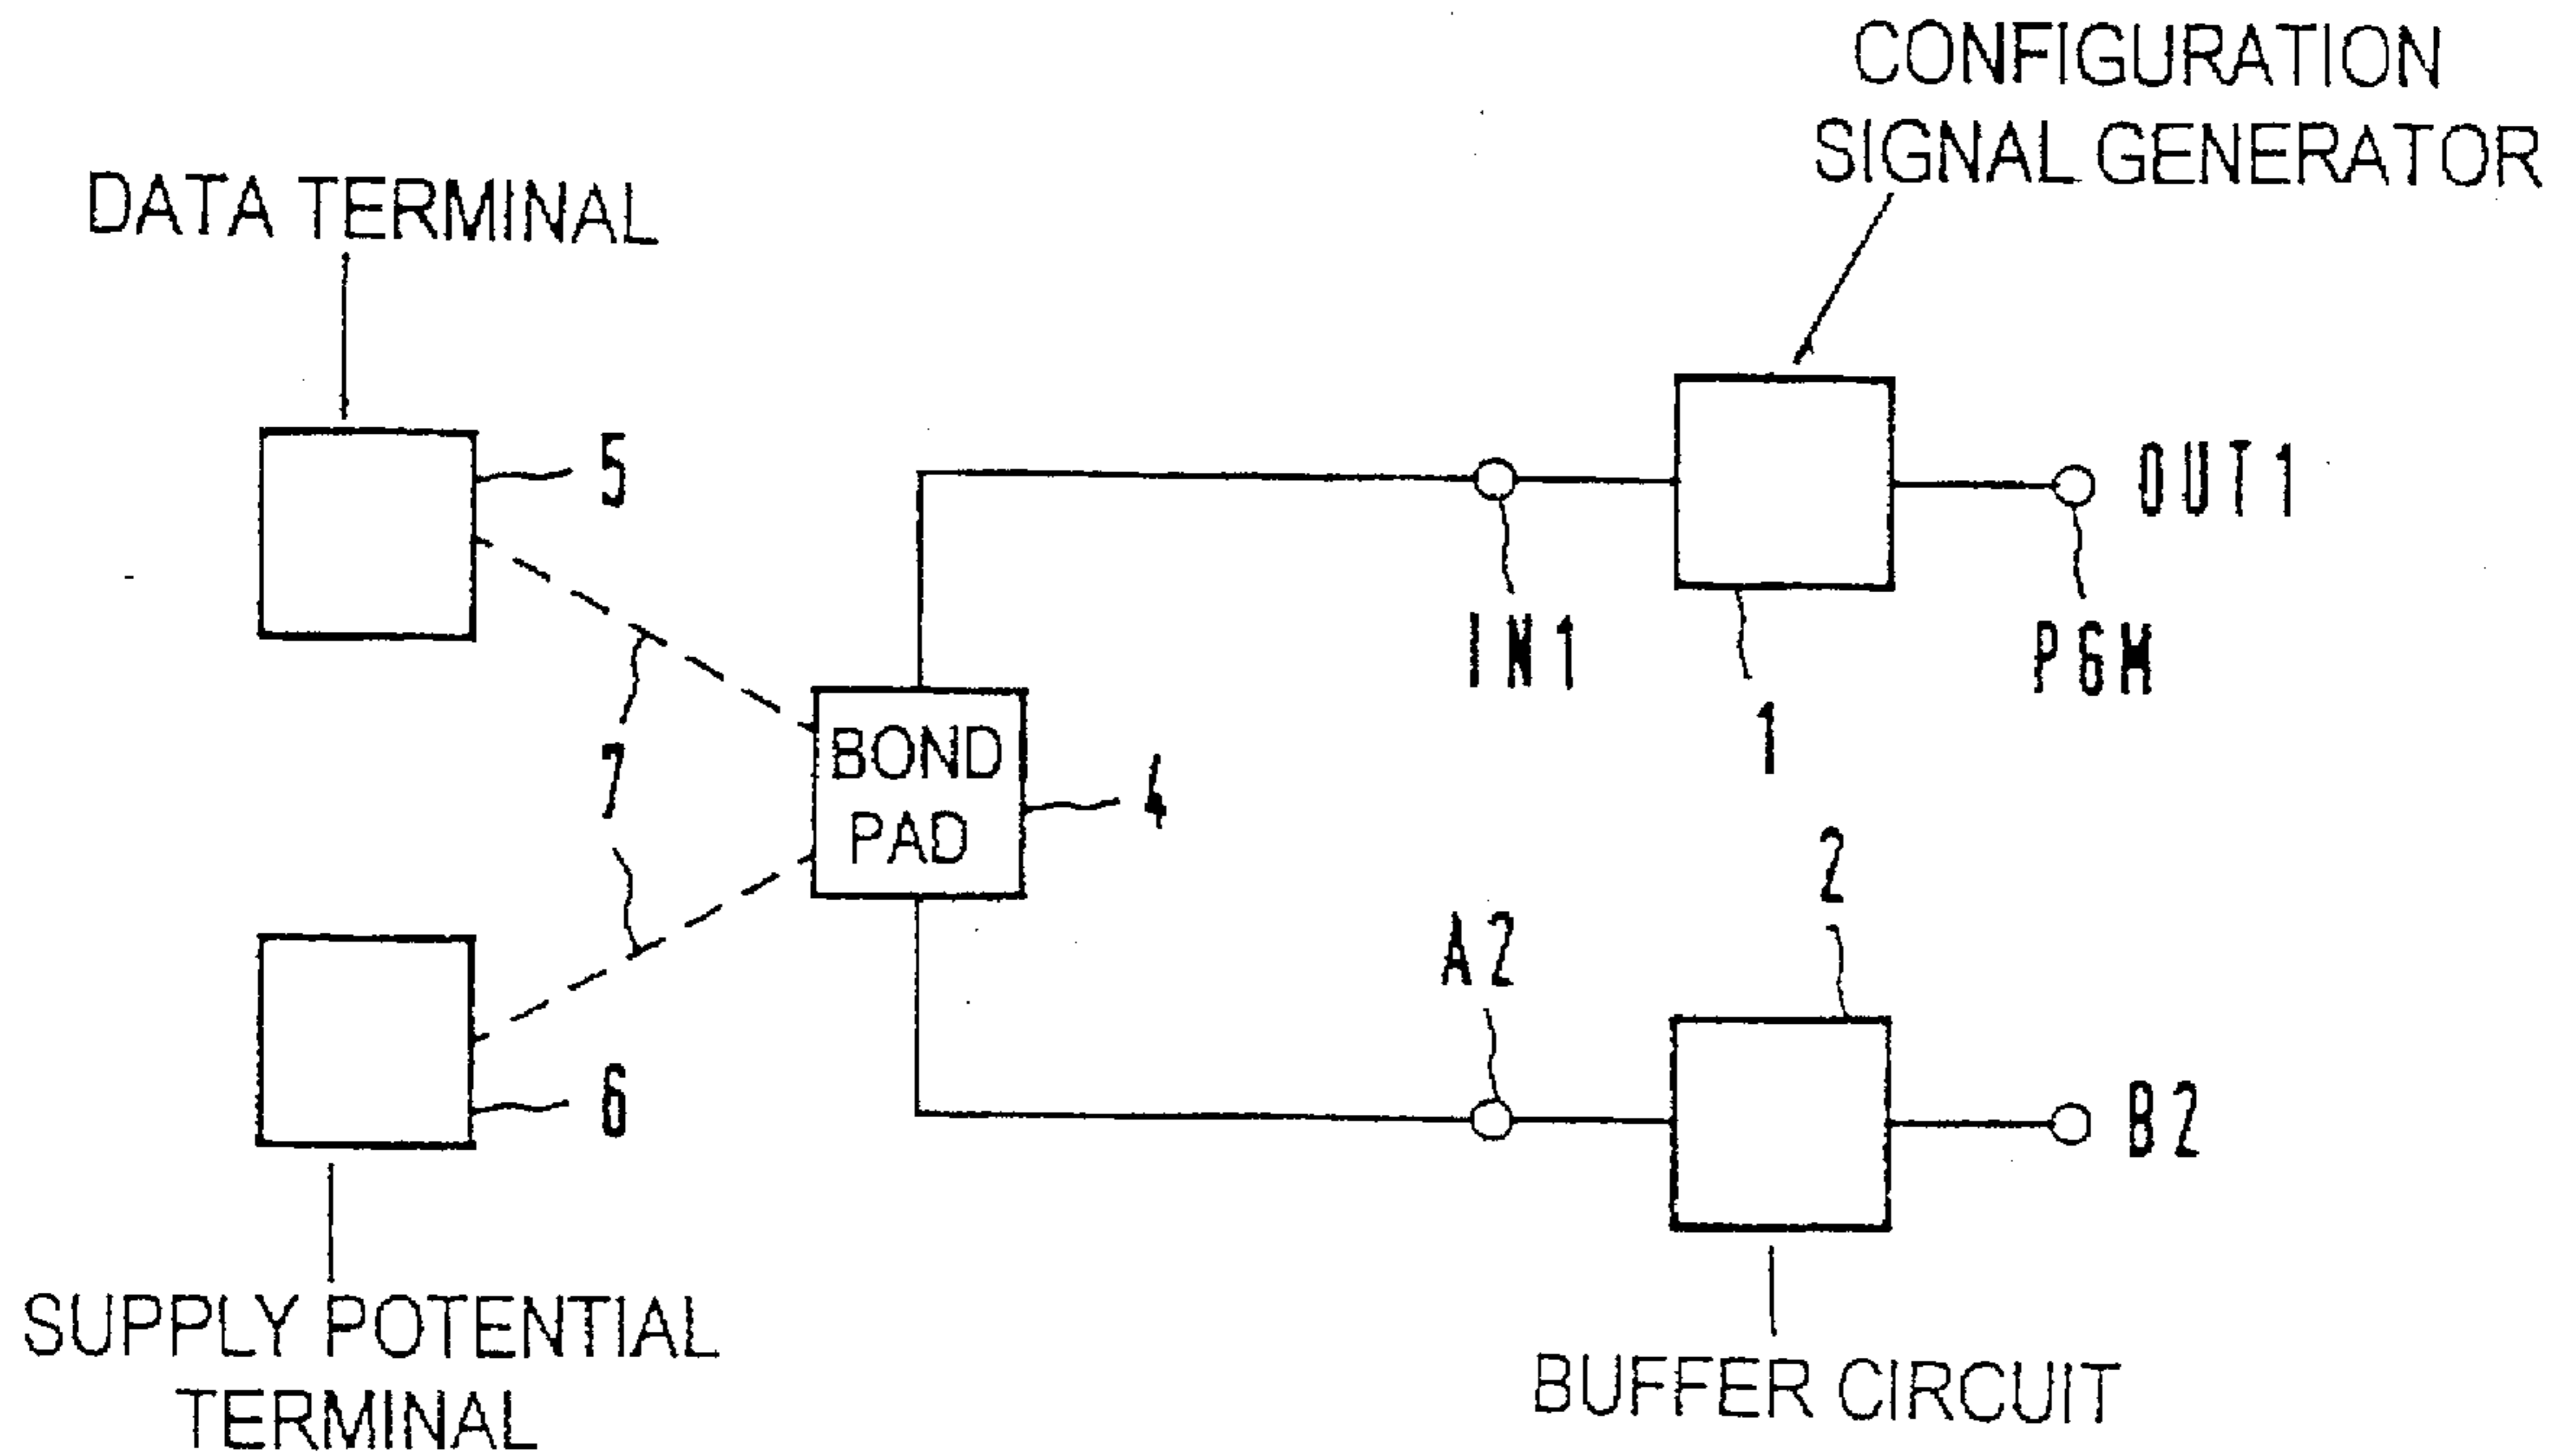 CONFIGURATION
SIGNAL GENERATOR
DATA TERMINAL
5
OUT1
IN1
PGM
1
7
BOND
PAD
4
2
A2
6
B2
SUPPLY POTENTIAL
TERMINAL
BUFFER CIRCUIT